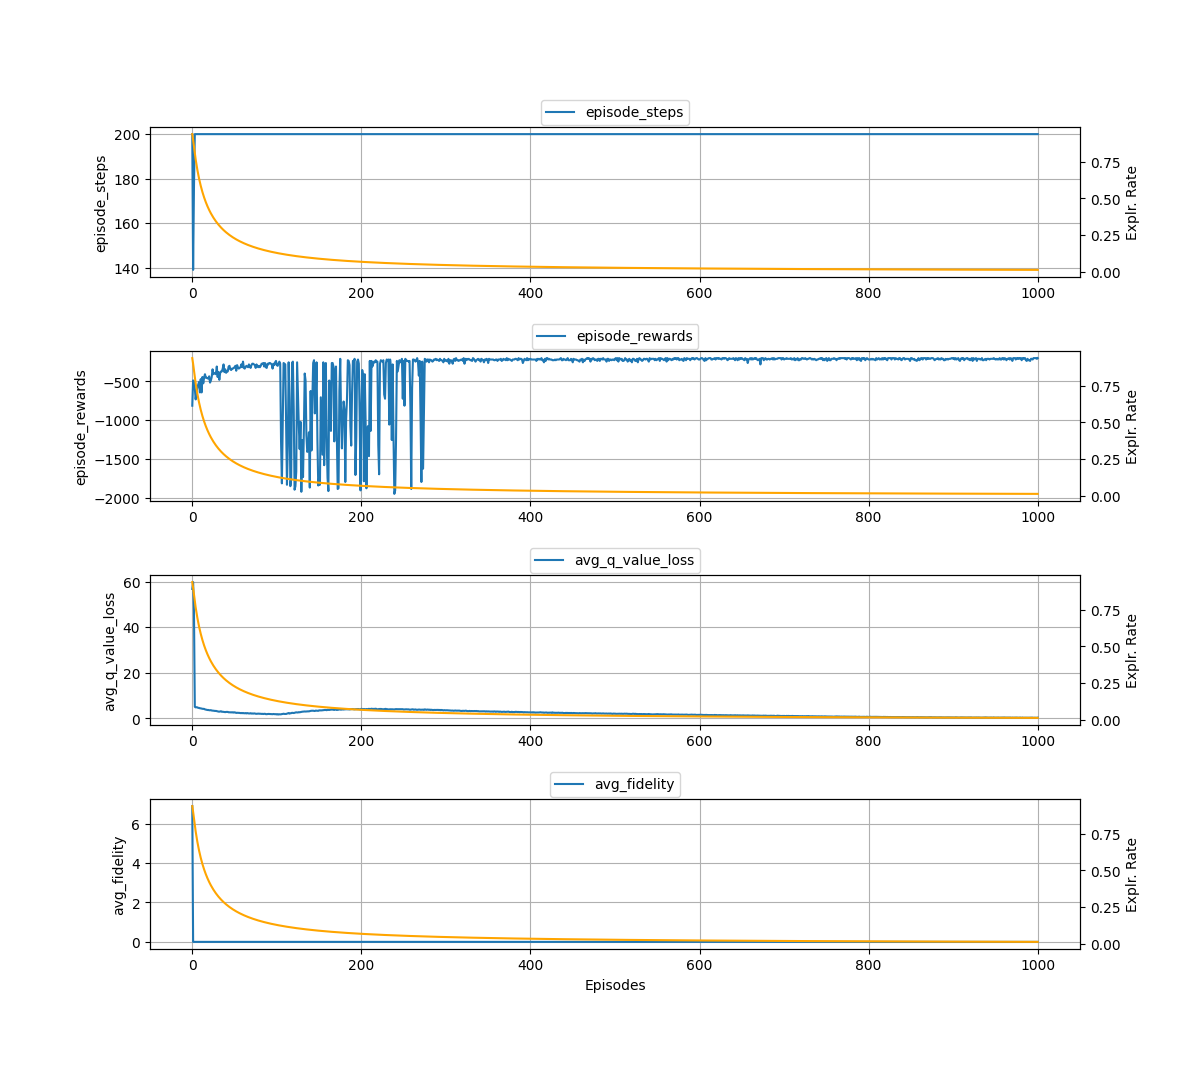 episode_steps
200
180
160
140
episode_steps
0.75
0.50
0.25
0.00
Explr. Rate
0 200 400 600 800 1000
episode_rewards
−500
−1000
−1500
−2000
episode_rewards
0.75
0.50
0.25
0.00
Explr. Rate
0 200 400 600 800 1000
avg_q_value_loss
60
40
20
0
avg_q_value_loss
0.75
0.50
0.25
0.00
Explr. Rate
0 200 400 600 800 1000
avg_fidelity
6
4
2
0
avg_fidelity
0.75
0.50
0.25
0.00
Explr. Rate
0 200 400 600 800 1000
Episodes